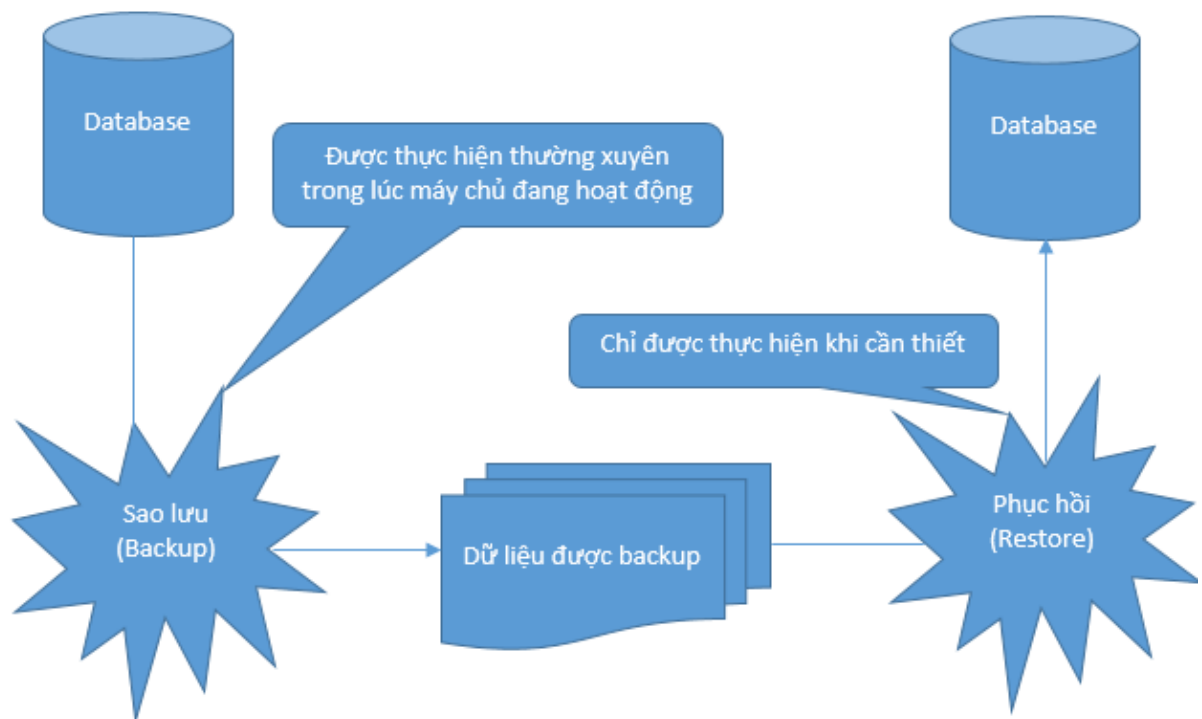 Database
Database
Được thực hiện thường xuyên
trong lúc máy chủ đang hoạt động
Chỉ được thực hiện khi cần thiết
Sao lưu
(Backup)
Dữ liệu được backup
Phục hồi
(Restore)